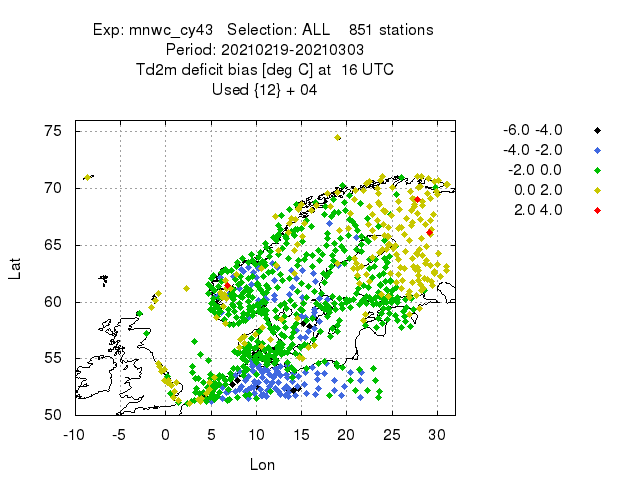 Exp: mnwc_cy43 Selection: ALL 851 stations
Period: 20210219-20210303
Td2m deficit bias [deg C] at 16 UTC
Used {12} + 04
-6.0 -4.0
-4.0 -2.0
-2.0 0.0
0.0 2.0
2.0 4.0
75
70
65
60
55
50
Lat
-10 -5 0 5 10 15 20 25 30
Lon